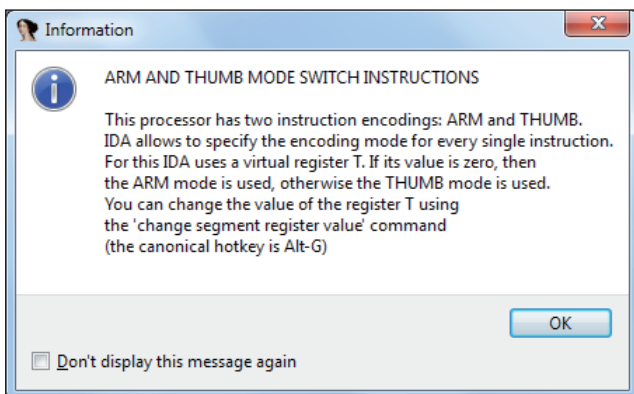 Information
ARM AND THUMB MODE SWITCH INSTRUCTIONS
This processor has two instruction encodings: ARM and THUMB.
IDA allows to specify the encoding mode for every single instruction.
For this IDA uses a virtual register T. If its value is zero, then
the ARM mode is used, otherwise the THUMB mode is used.
You can change the value of the register T using
the 'change segment register value' command
(the canonical hotkey is Alt-G)
OK
Don't display this message again